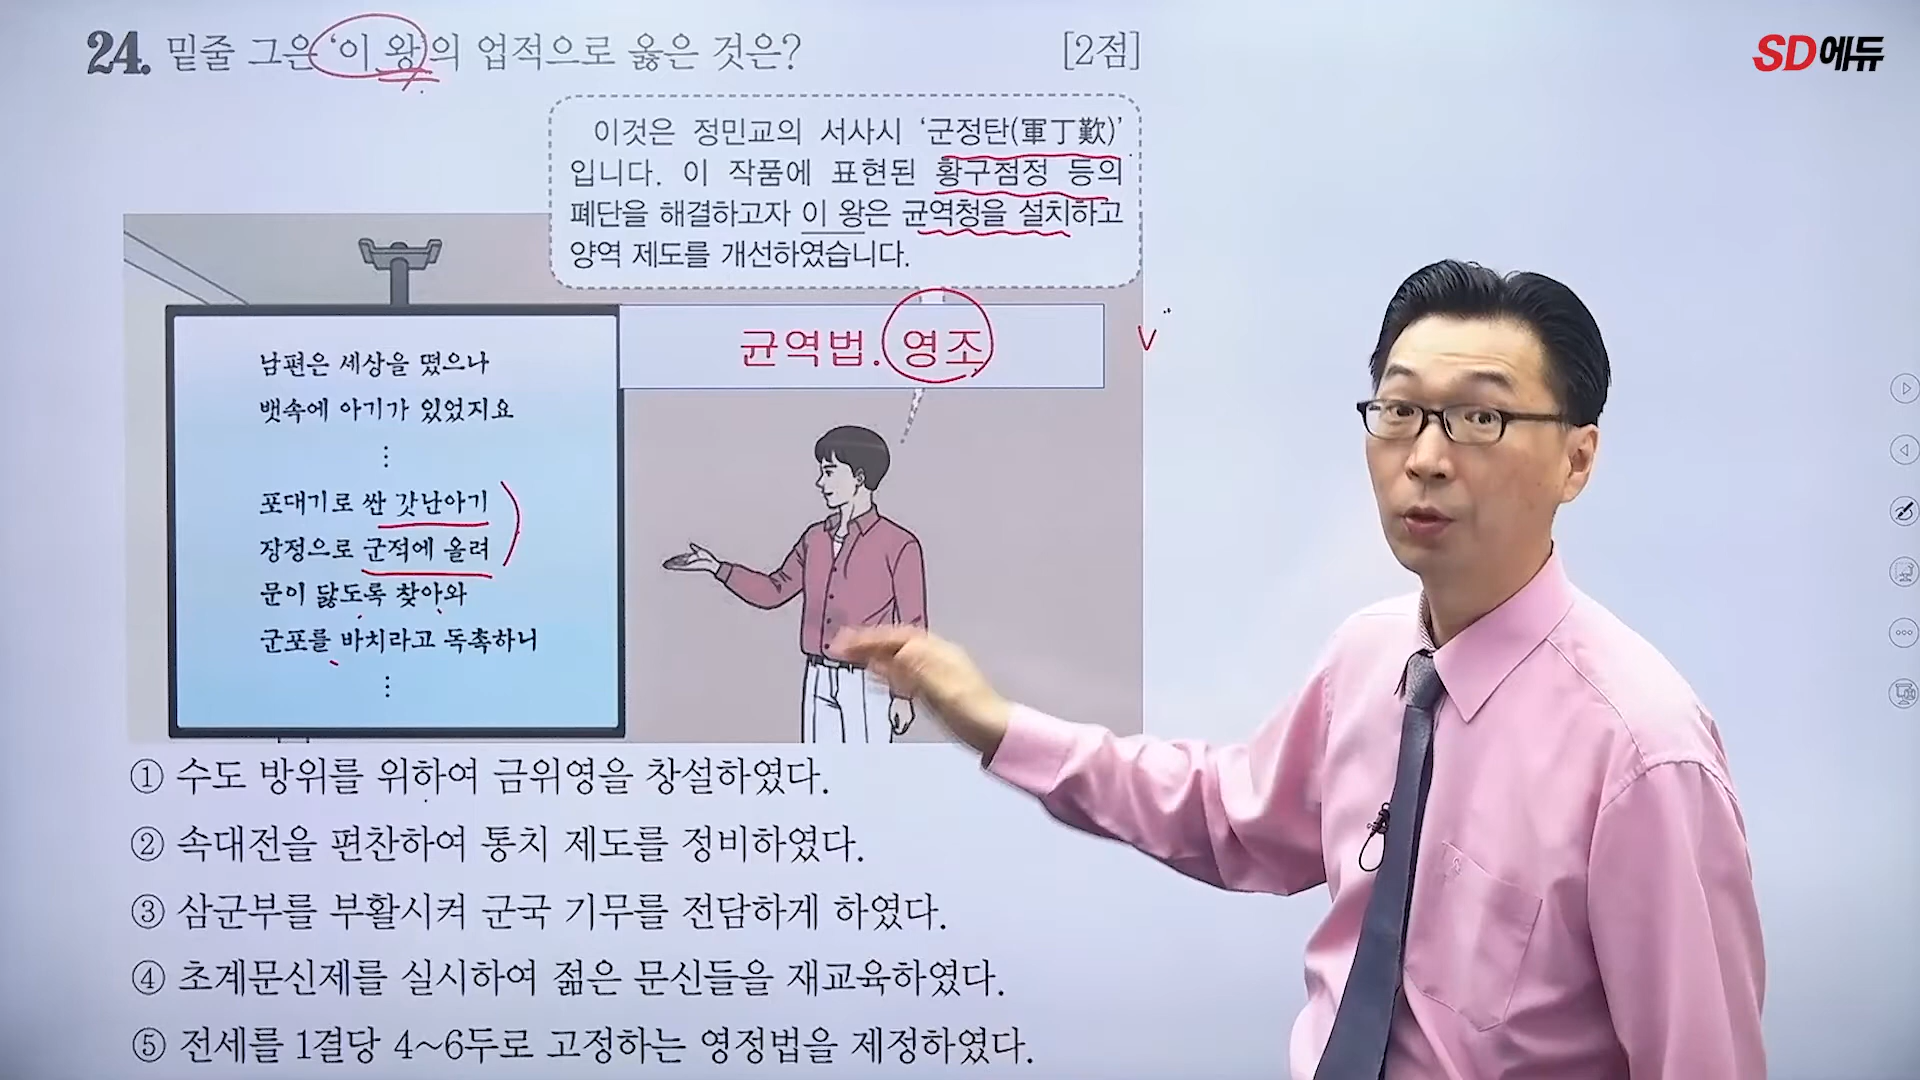 24. 밑줄 그은 '이 왕'의 업적으로 옳은 것은? [2점]
SD에듀
이것은 정민교의 서사시 '군정탄(軍丁歎)'
입니다. 이 작품에 표현된 황구첨정 등의
폐단을 해결하고자 이 왕은 균역청을 설치하고
양역 제도를 개선하였습니다.
균역법. 영조
V
남편은 세상을 떴으나
뱃속에 아기가 있었지요
⋮
포대기로 싼 갓난아기
장정으로 군적에 올려
문이 닳도록 찾아와
군포를 바치라고 독촉하니
⋮
① 수도 방위를 위하여 금위영을 창설하였다.
② 속대전을 편찬하여 통치 제도를 정비하였다.
③ 삼군부를 부활시켜 군국 기무를 전담하게 하였다.
④ 초계문신제를 실시하여 젊은 문신들을 재교육하였다.
⑤ 전세를 1결당 4~6두로 고정하는 영정법을 제정하였다.